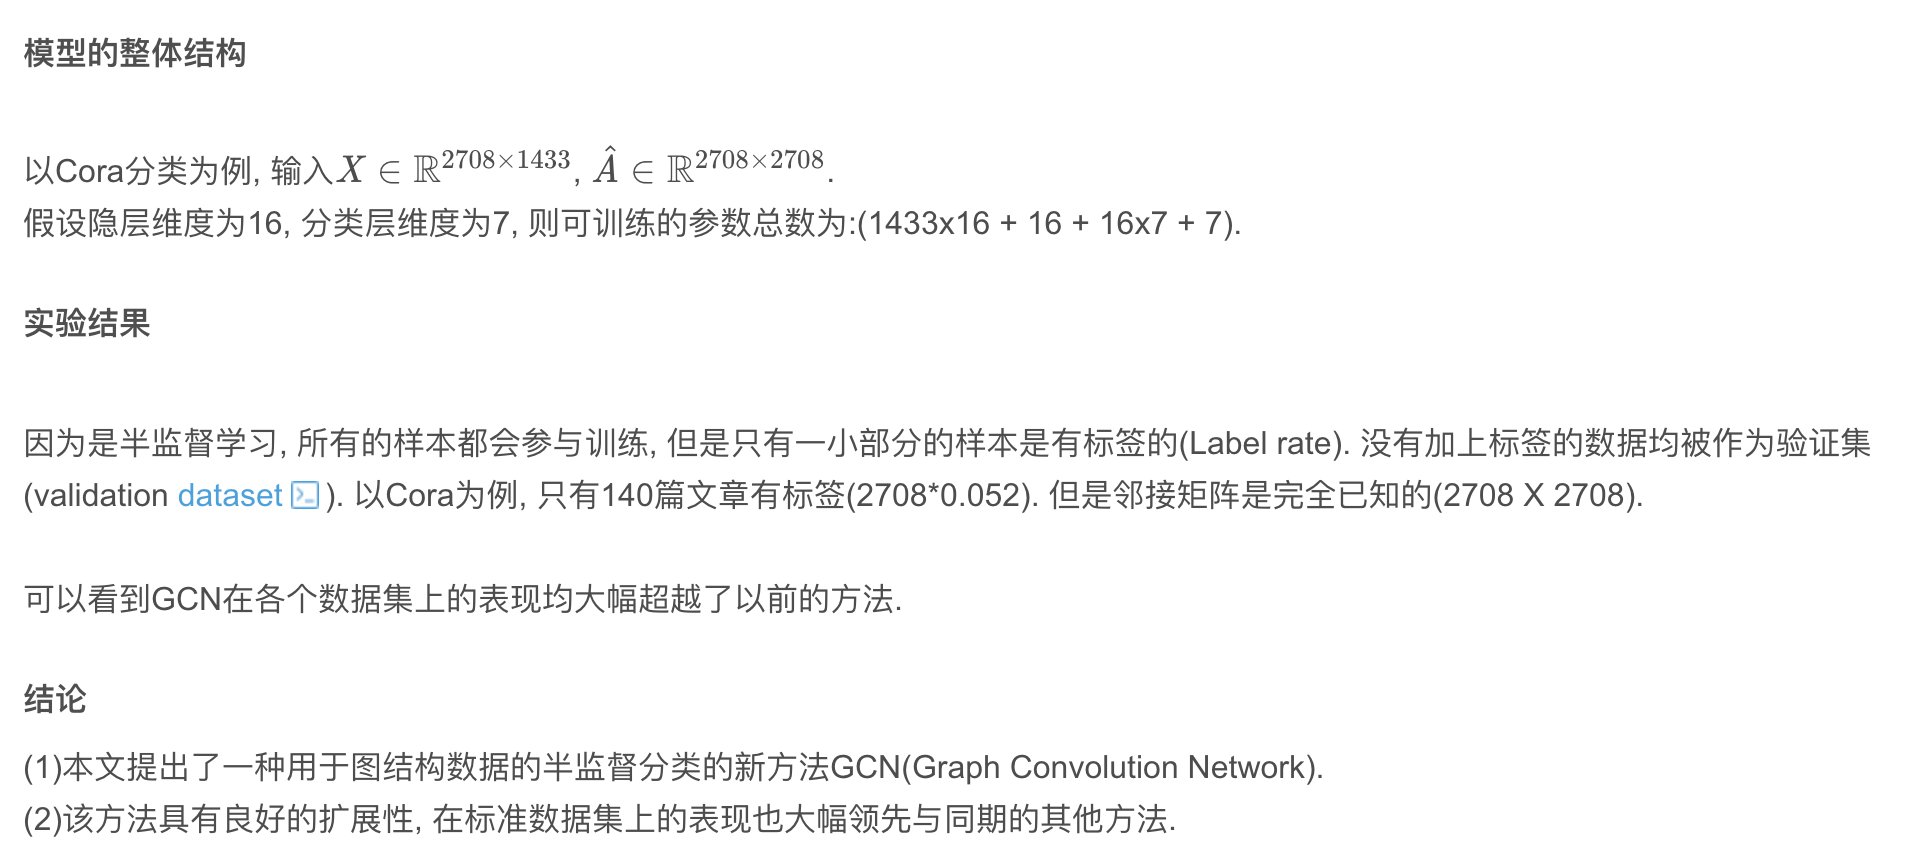 模型的整体结构
以Cora分类为例, 输入X ∈ ℝ^{2708×1433}, Â ∈ ℝ^{2708×2708}.
假设隐层维度为16, 分类层维度为7, 则可训练的参数总数为:(1433x16 + 16 + 16x7 + 7).
实验结果
因为是半监督学习, 所有的样本都会参与训练, 但是只有一小部分的样本是有标签的(Label rate). 没有加上标签的数据均被作为验证集
(validation dataset ). 以Cora为例, 只有140篇文章有标签(2708*0.052). 但是邻接矩阵是完全已知的(2708 X 2708).
可以看到GCN在各个数据集上的表现均大幅超越了以前的方法.
结论
(1)本文提出了一种用于图结构数据的半监督分类的新方法GCN(Graph Convolution Network).
(2)该方法具有良好的扩展性, 在标准数据集上的表现也大幅领先与同期的其他方法.